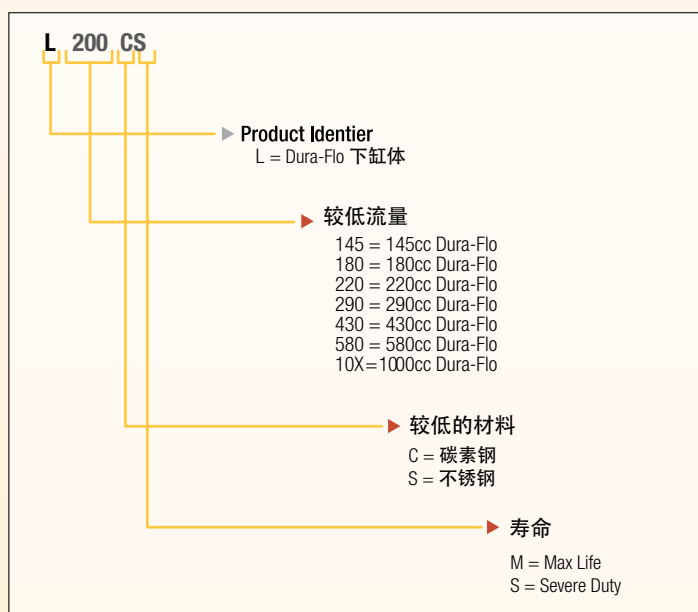 L 200 CS
Product Identier
L = Dura-Flo 下缸体
较低流量
145 = 145cc Dura-Flo
180 = 180cc Dura-Flo
220 = 220cc Dura-Flo
290 = 290cc Dura-Flo
430 = 430cc Dura-Flo
580 = 580cc Dura-Flo
10X=1000cc Dura-Flo
较低的材料
C = 碳素钢
S = 不锈钢
寿命
M = Max Life
S = Severe Duty